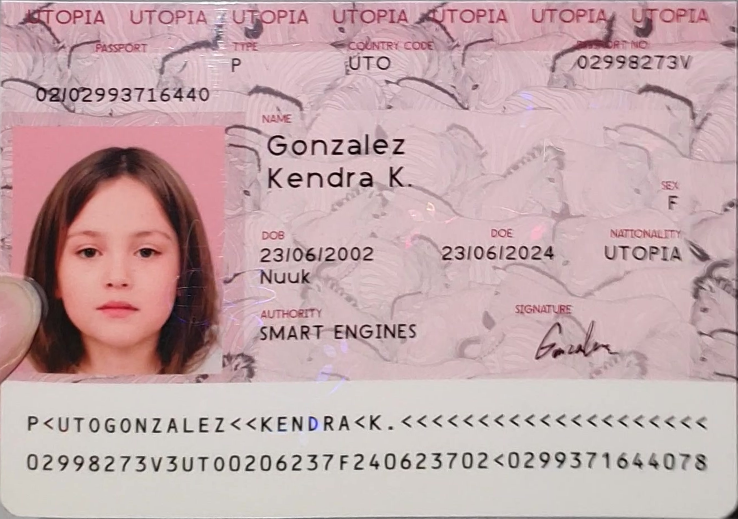 UTOPIA UTOPIA UTOPIA UTOPIA UTOPIA UTOPIA UTOPIA
PASSPORT TYPE COUNTRY CODE PASSPORT NO
P UTO 02998273V
02/02993716440
NAME
Gonzalez
Kendra K.
SEX
F
DOB DOE NATIONALITY
23/06/2002 23/06/2024 UTOPIA
Nuuk
AUTHORITY SIGNATURE
SMART ENGINES Gonzalez
P<UTOGONZALEZ<<KENDRA<K.<<<<<<<<<<<<<<<<<<<<
02998273V3UTO0206237F240623702<0299371644078